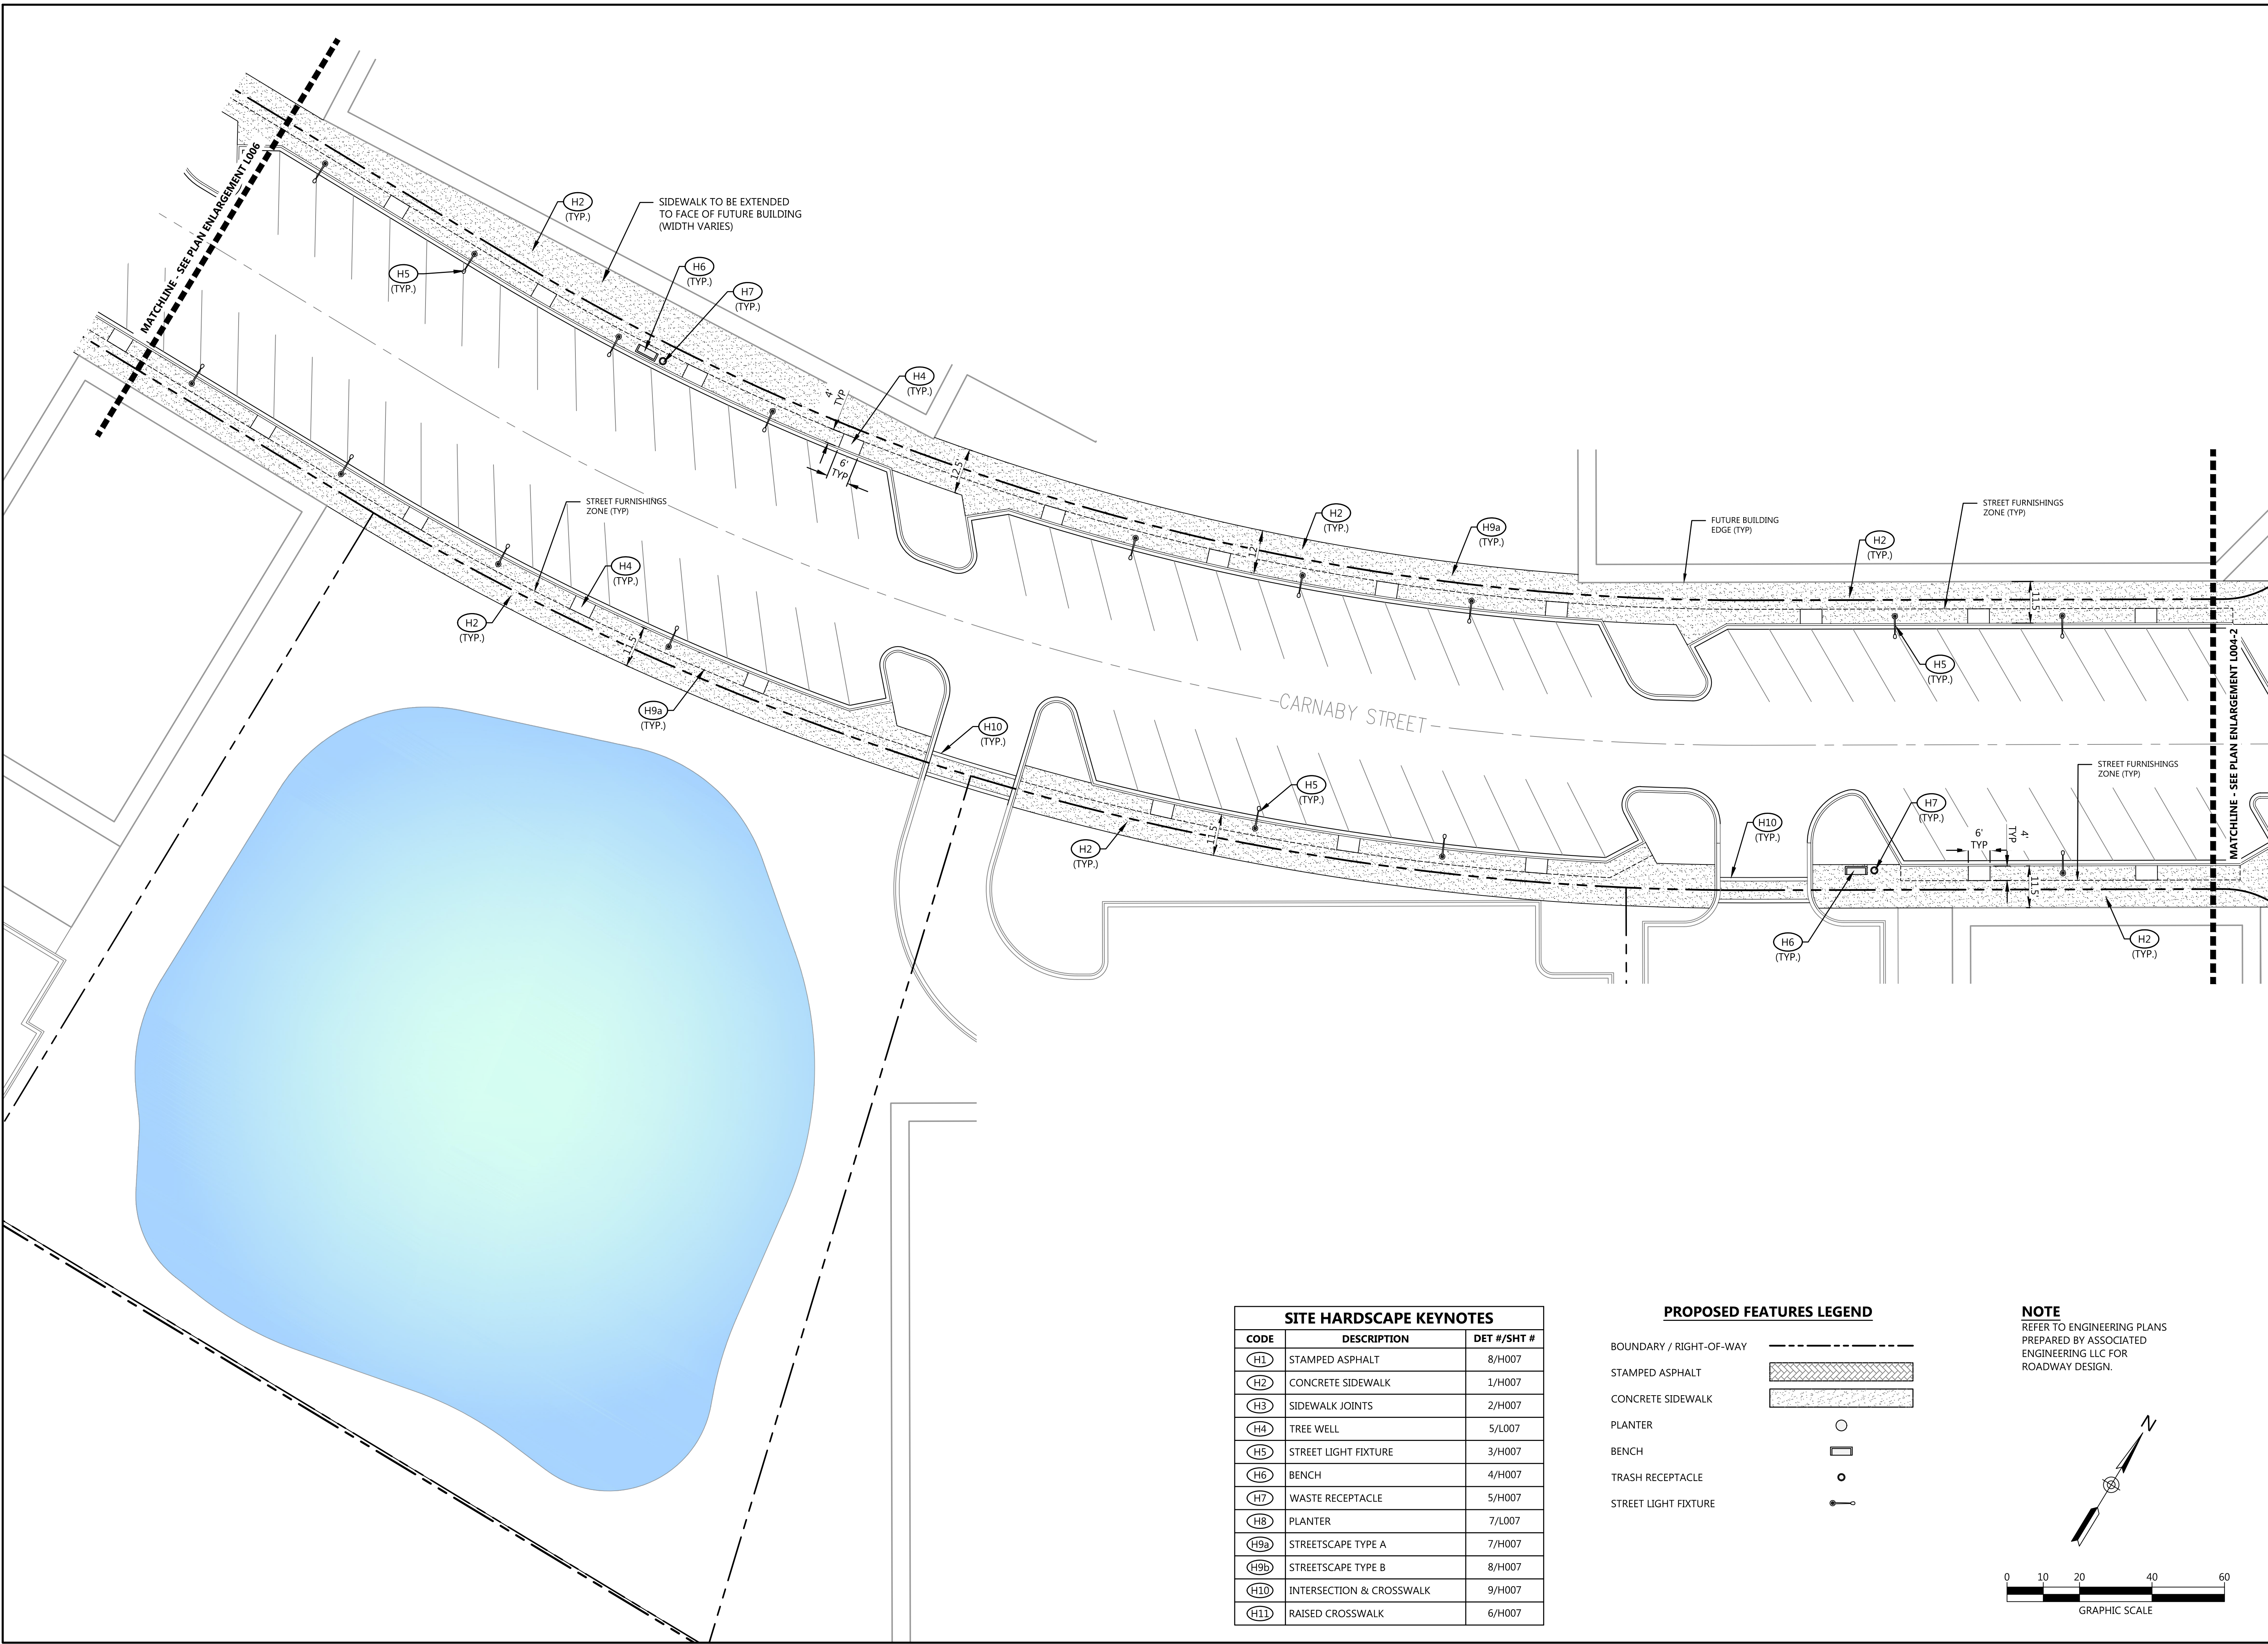 MATCHLINE - SEE PLAN ENLARGEMENT L006
H2
(TYP.)
SIDEWALK TO BE EXTENDED
TO FACE OF FUTURE BUILDING
(WIDTH VARIES)
H5
(TYP.)
H6
(TYP.)
H7
(TYP.)
4'
TYP
H4
(TYP.)
6'
TYP
12.5'
STREET FURNISHINGS
ZONE (TYP)
H4
(TYP.)
H2
(TYP.)
11.5'
H9a
(TYP.)
H2
(TYP.)
12'
H9a
(TYP.)
FUTURE BUILDING
EDGE (TYP)
H2
(TYP.)
STREET FURNISHINGS
ZONE (TYP)
11.5'
H5
(TYP.)
MATCHLINE - SEE PLAN ENLARGEMENT L004-2
CARNABY STREET
H10
(TYP.)
H5
(TYP.)
11.5'
H2
(TYP.)
H10
(TYP.)
STREET FURNISHINGS
ZONE (TYP)
H7
(TYP.)
6'
TYP
4'
TYP
11.5'
H6
(TYP.)
H2
(TYP.)
SITE HARDSCAPE KEYNOTES
CODE DESCRIPTION DET #/SHT #
H1 STAMPED ASPHALT 8/H007
H2 CONCRETE SIDEWALK 1/H007
H3 SIDEWALK JOINTS 2/H007
H4 TREE WELL 5/L007
H5 STREET LIGHT FIXTURE 3/H007
H6 BENCH 4/H007
H7 WASTE RECEPTACLE 5/H007
H8 PLANTER 7/L007
H9a STREETSCAPE TYPE A 7/H007
H9b STREETSCAPE TYPE B 8/H007
H10 INTERSECTION & CROSSWALK 9/H007
H11 RAISED CROSSWALK 6/H007
PROPOSED FEATURES LEGEND
BOUNDARY / RIGHT-OF-WAY
STAMPED ASPHALT
CONCRETE SIDEWALK
PLANTER
BENCH
TRASH RECEPTACLE
STREET LIGHT FIXTURE
NOTE
REFER TO ENGINEERING PLANS
PREPARED BY ASSOCIATED
ENGINEERING LLC FOR
ROADWAY DESIGN.
N
0 10 20 40 60
GRAPHIC SCALE